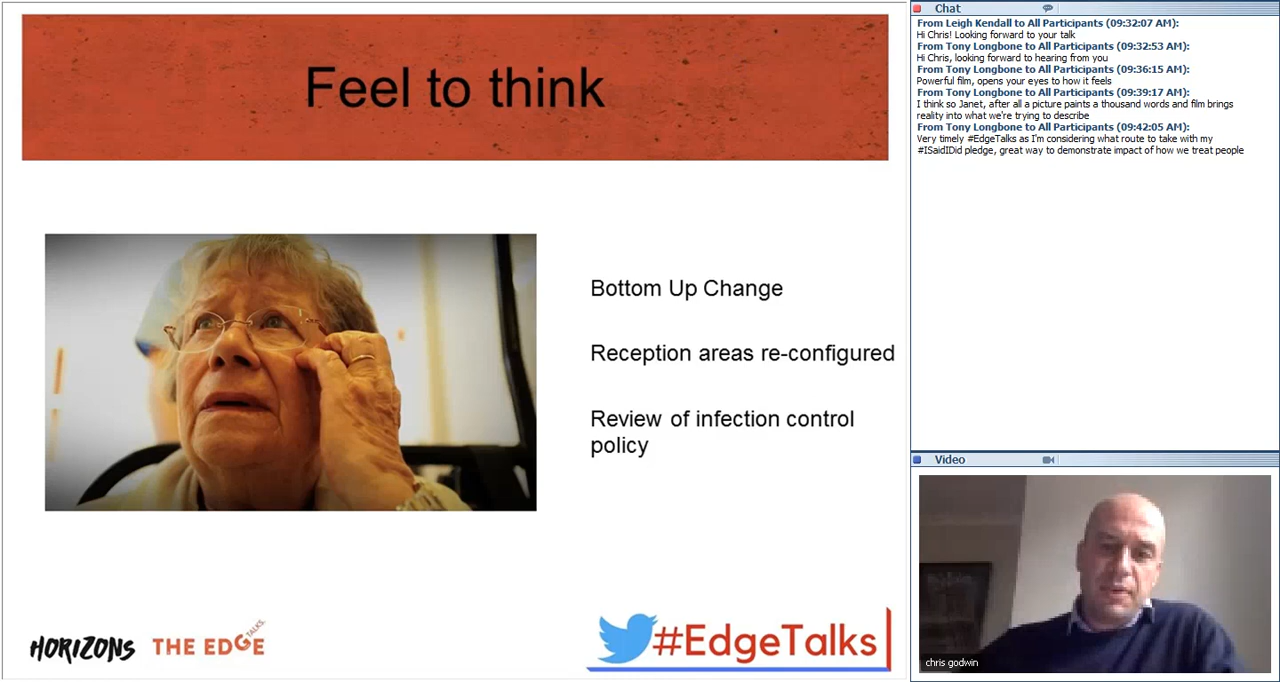 Feel to think
Bottom Up Change
Reception areas re-configured
Review of infection control
policy
HORIZONS THE EDGE TALKS
#EdgeTalks
Chat
From Leigh Kendall to All Participants (09:32:07 AM):
Hi Chris! Looking forward to your talk
From Tony Longbone to All Participants (09:32:53 AM):
Hi Chris, looking forward to hearing from you
From Tony Longbone to All Participants (09:36:15 AM):
Powerful film, opens your eyes to how it feels
From Tony Longbone to All Participants (09:39:17 AM):
I think so Janet, after all a picture paints a thousand words and film brings
reality into what we're trying to describe
From Tony Longbone to All Participants (09:42:05 AM):
Very timely #EdgeTalks as I'm considering what route to take with my
#ISaidIDid pledge, great way to demonstrate impact of how we treat people
Video
chris godwin